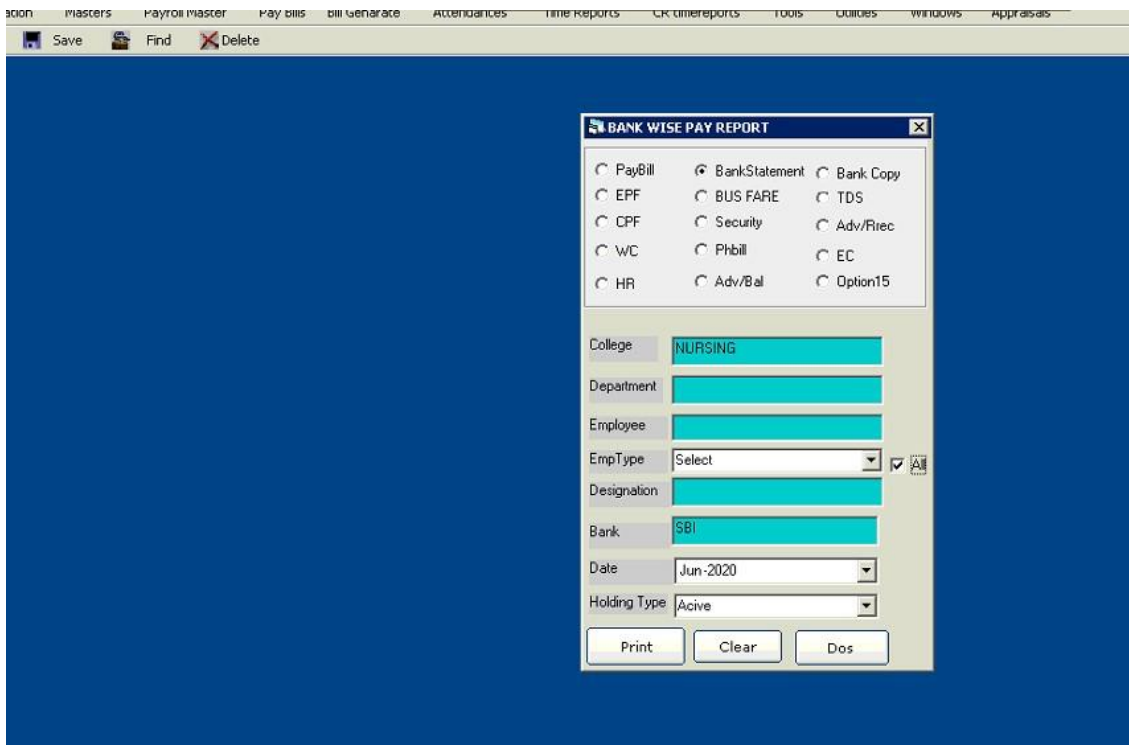 ation Masters Payroll Master Pay Bills Bill Genarate Attendances Time Reports CR timereports Tools Utilities Windows Appraisals
Save Find Delete
BANK WISE PAY REPORT
PayBill BankStatement Bank Copy
EPF BUS FARE TDS
CPF Security Adv/Rrec
WC Phbill EC
HR Adv/Bal Option15
College NURSING
Department
Employee
EmpType Select All
Designation
Bank SBI
Date Jun-2020
Holding Type Acive
Print Clear Dos